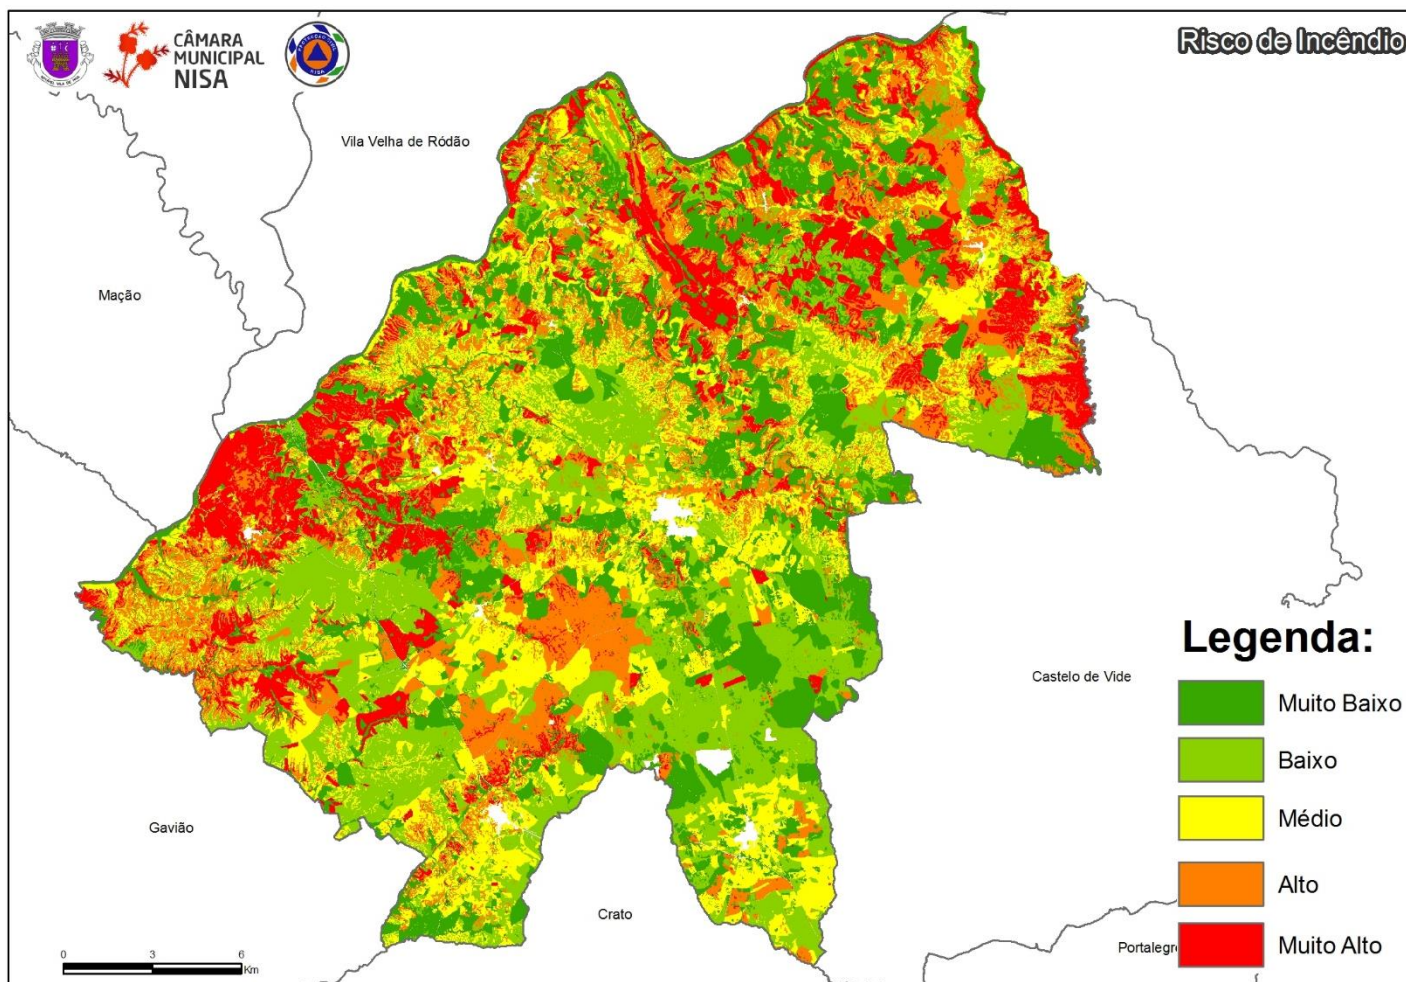 CÂMARA
MUNICIPAL
NISA
Risco de Incêndio
Vila Velha de Ródão
Mação
Castelo de Vide
Gavião
Crato
Portalegre
Legenda:
Muito Baixo
Baixo
Médio
Alto
Muito Alto
0 3 6
Km